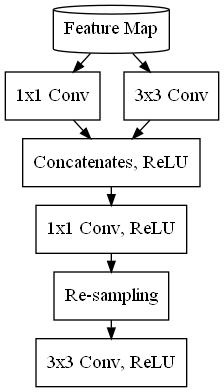 Feature Map
1x1 Conv
3x3 Conv
Concatenates, ReLU
1x1 Conv, ReLU
Re-sampling
3x3 Conv, ReLU